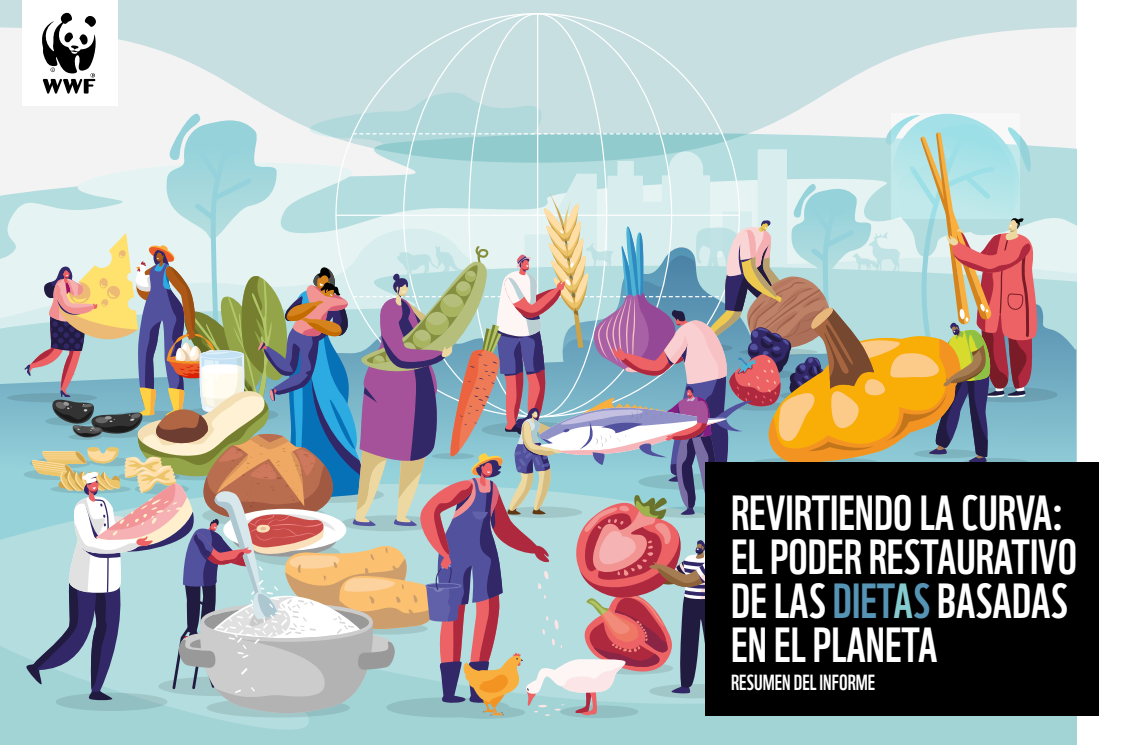 WWF
REVIRTIENDO LA CURVA:
EL PODER RESTAURATIVO
DE LAS DIETAS BASADAS
EN EL PLANETA
RESUMEN DEL INFORME